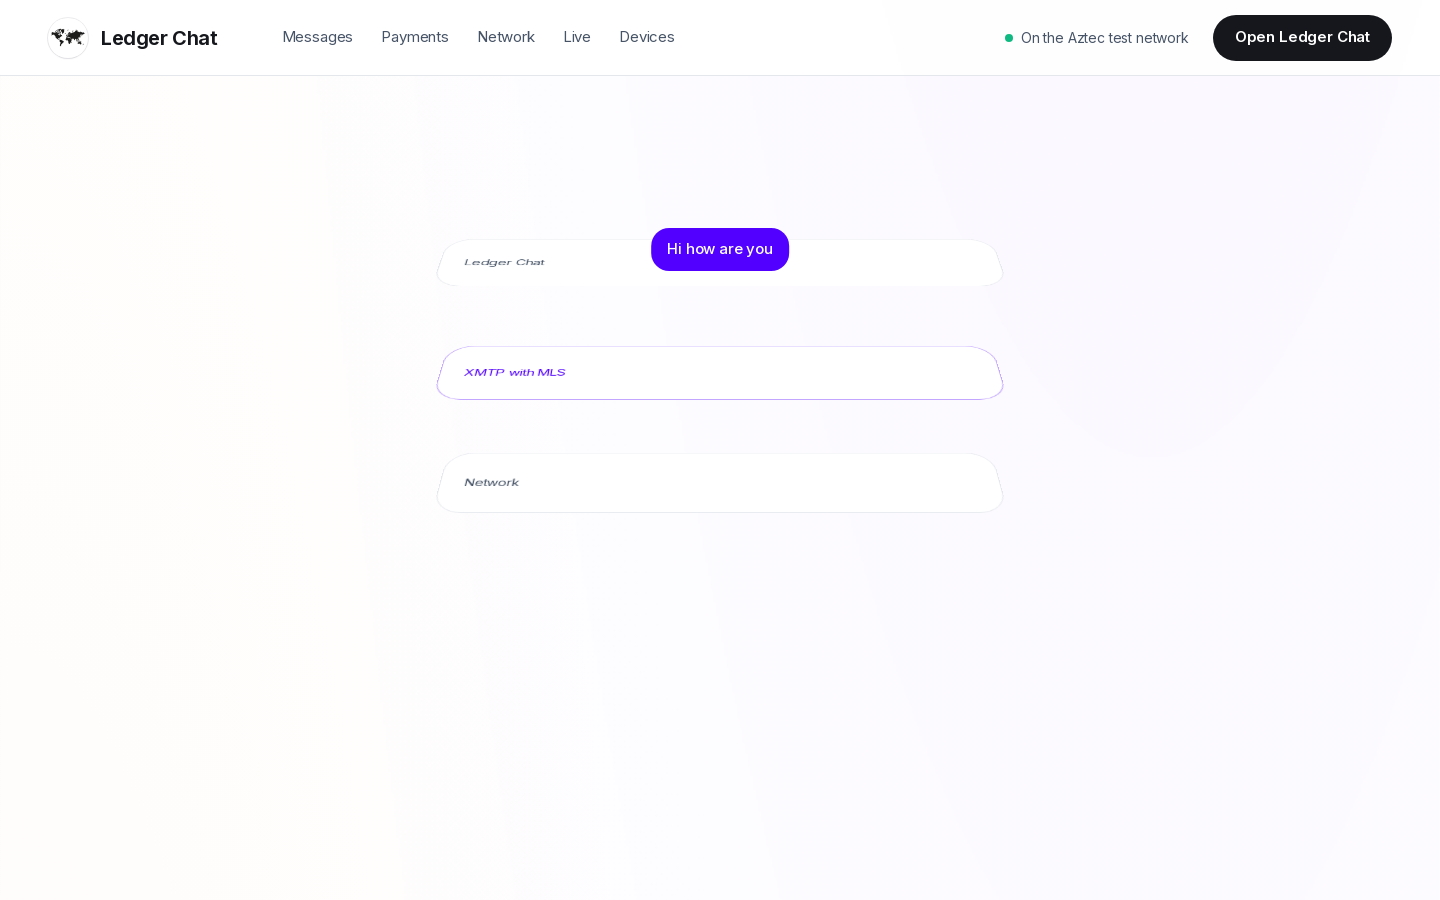 Ledger Chat
Messages
Payments
Network
Live
Devices
On the Aztec test network
Open Ledger Chat
Hi how are you
Ledger Chat
XMTP with MLS
Network